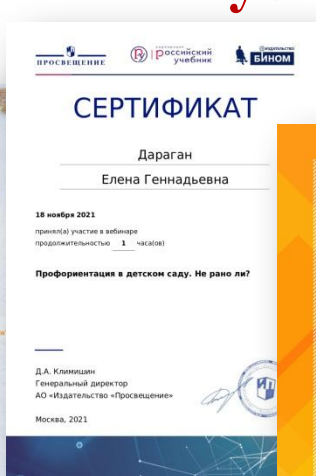 ПРОСВЕЩЕНИЕ
российский
учебник
БИНОМ
СЕРТИФИКАТ
Дараган
Елена Геннадьевна
18 ноября 2021
принял(а) участие в вебинаре
продолжительностью 1 часа(ов)
Профориентация в детском саду. Не рано ли?
Д.А. Климишин
Генеральный директор
АО «Издательство «Просвещение»
Москва, 2021